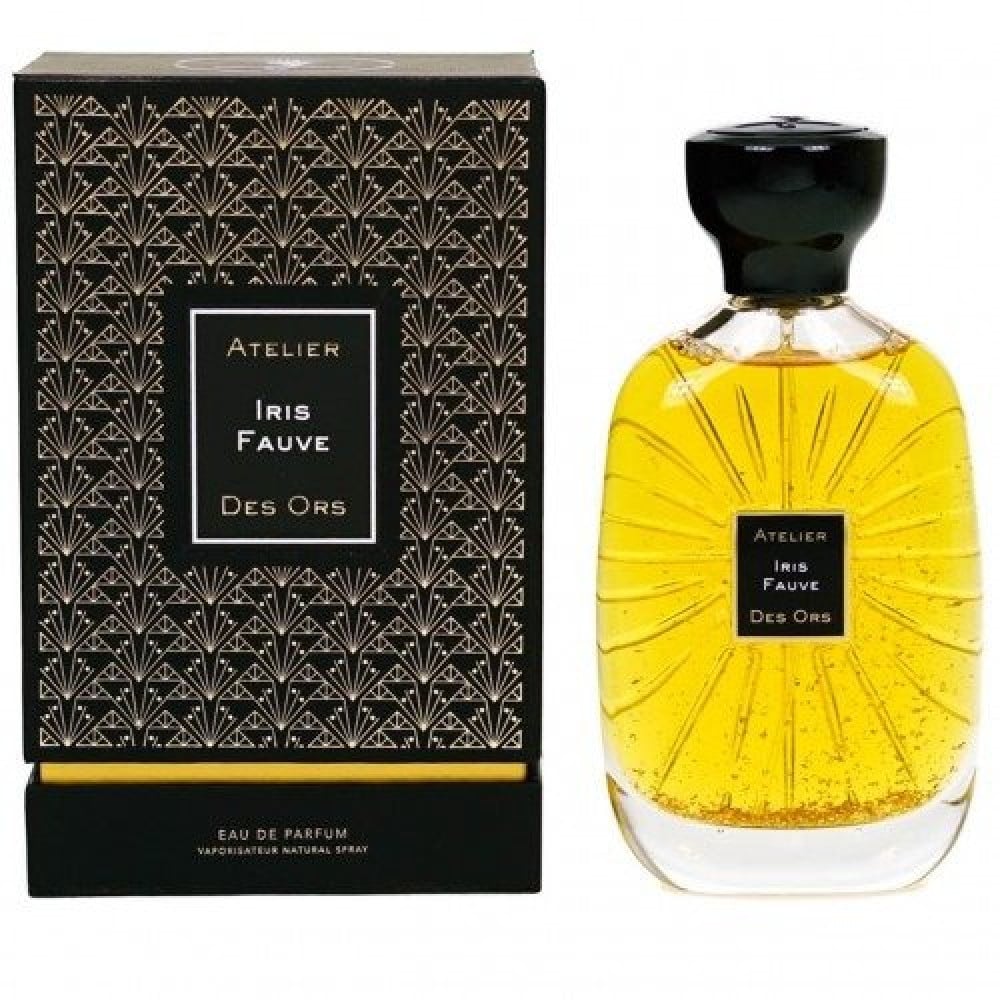 ATELIER
IRIS
FAUVE
DES ORS
EAU DE PARFUM
VAPORISATEUR NATURAL SPRAY
ATELIER
IRIS
FAUVE
DES ORS